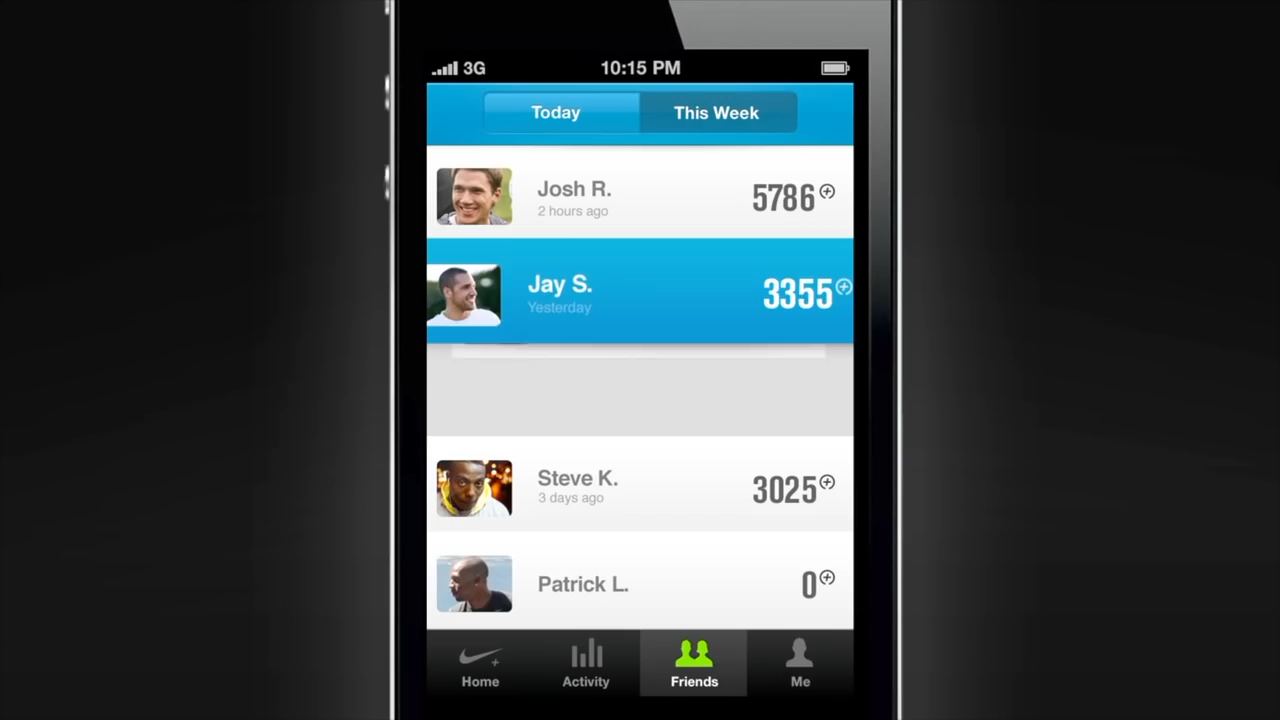 3G 10:15 PM
Today This Week
Josh R.
2 hours ago
5786
Jay S.
Yesterday
3355
Steve K.
3 days ago
3025
Patrick L.
0
Home Activity Friends Me